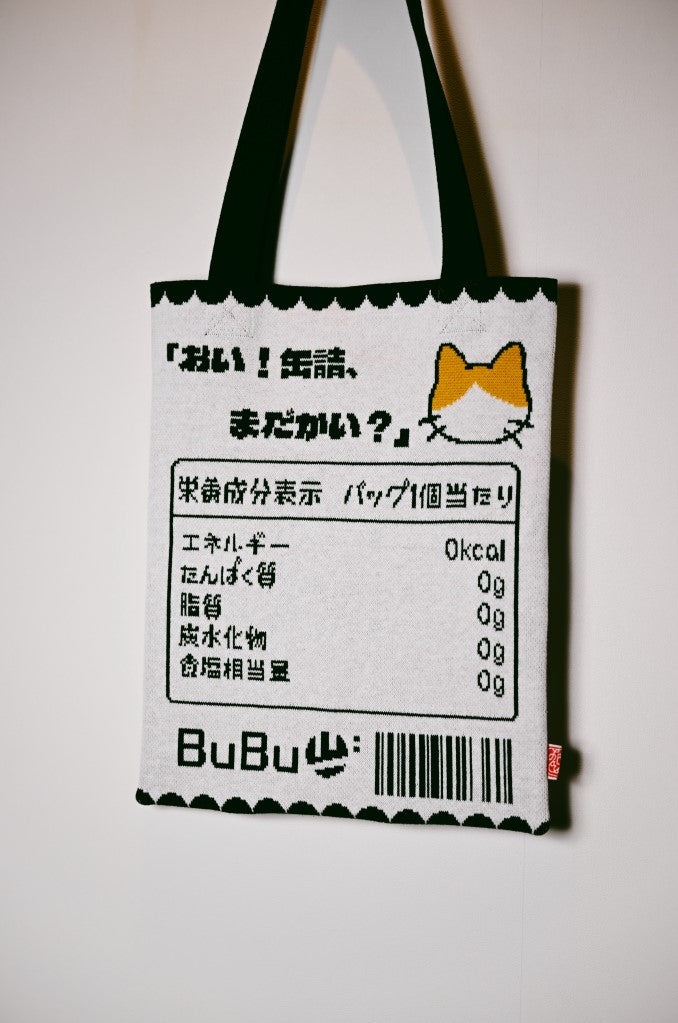 「おい！缶詰、
まだかい？」
栄養成分表示 バッグ1個当たり
エネルギー 0kcal
たんぱく質 0g
脂質 0g
炭水化物 0g
食塩相当量 0g
BuBu